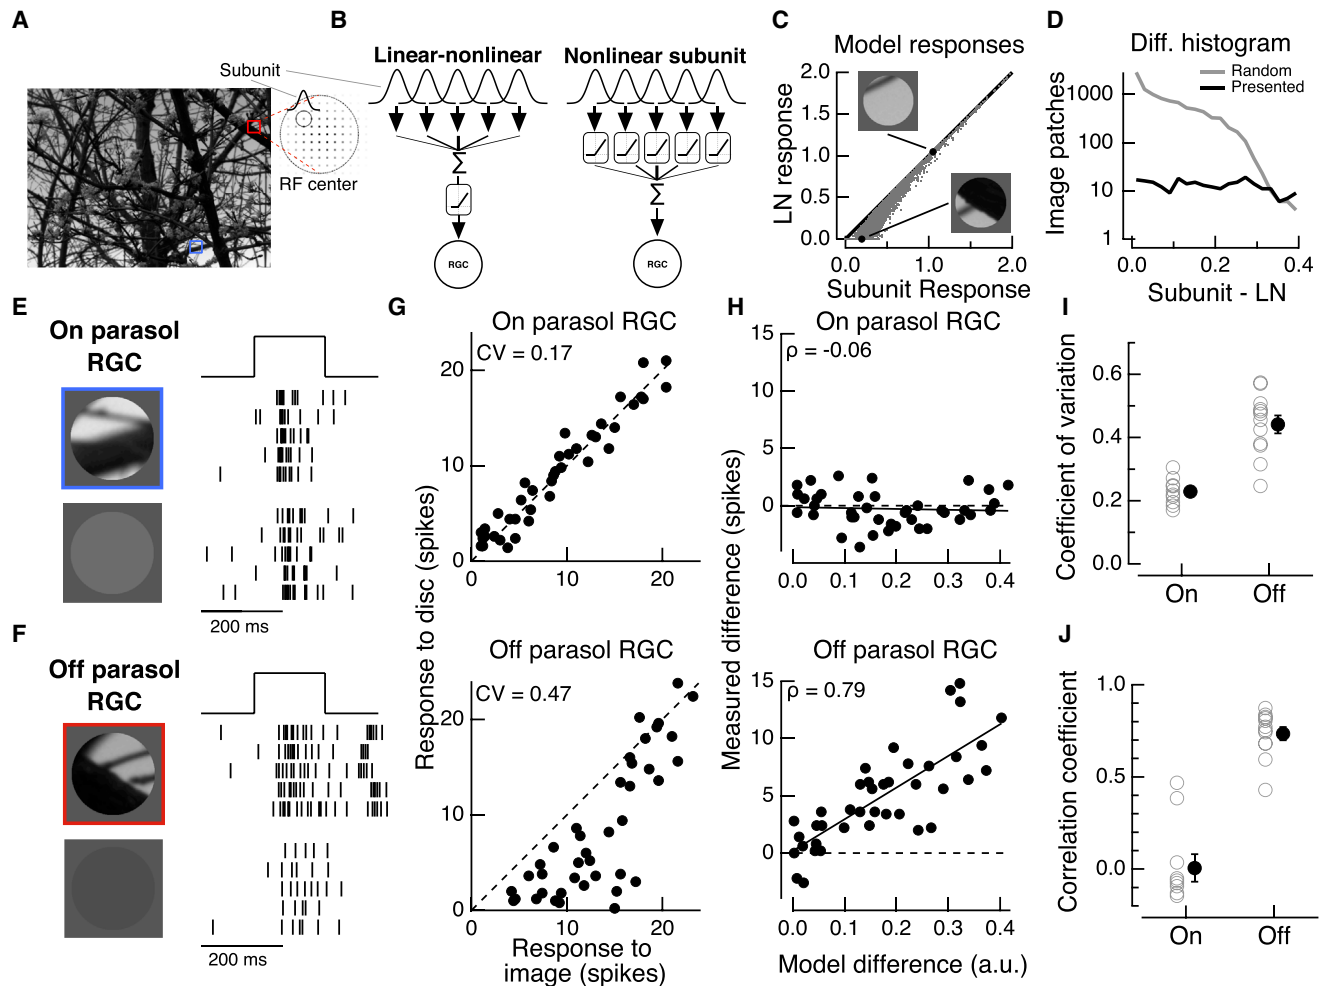 A
Subunit
RF center
B
Linear-nonlinear
Nonlinear subunit
Σ
Σ
RGC
RGC
C
Model responses
LN response
2.0
1.5
1.0
0.5
0.0
0.0
1.0
2.0
Subunit Response
D
Diff. histogram
Random
Presented
Image patches
1000
100
10
1
0.0
0.2
0.4
Subunit - LN
E
On parasol
RGC
200 ms
F
Off parasol
RGC
200 ms
G
On parasol RGC
CV = 0.17
20
10
0
0
10
20
Response to disc (spikes)
Off parasol RGC
CV = 0.47
20
10
0
0
10
20
Response to
image (spikes)
H
On parasol RGC
ρ = -0.06
15
10
5
0
0.0
0.1
0.2
0.3
0.4
Measured difference (spikes)
Off parasol RGC
ρ = 0.79
15
10
5
0
0.0
0.1
0.2
0.3
0.4
Model difference (a.u.)
I
Coefficient of variation
0.6
0.4
0.2
0.0
On
Off
J
Correlation coefficient
1.0
0.5
0.0
On
Off